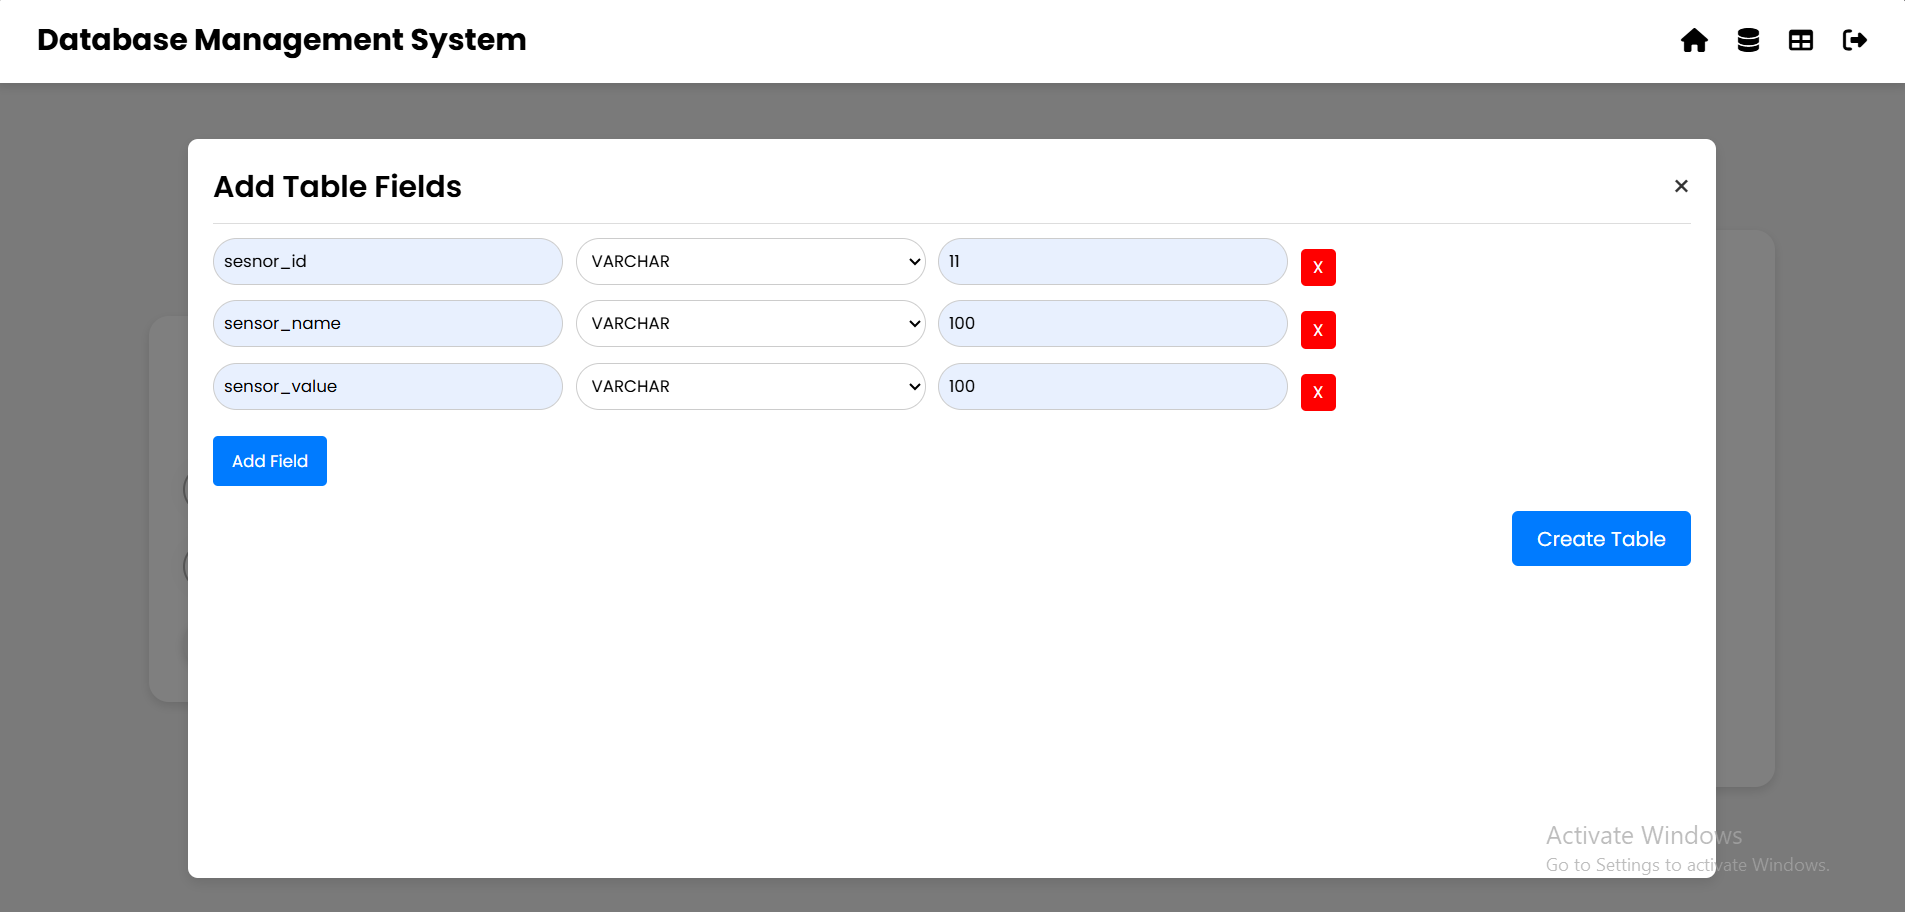 Database Management System
Add Table Fields ×
sesnor_id VARCHAR 11 X
sensor_name VARCHAR 100 X
sensor_value VARCHAR 100 X
Add Field
Create Table
Activate Windows
Go to Settings to activate Windows.